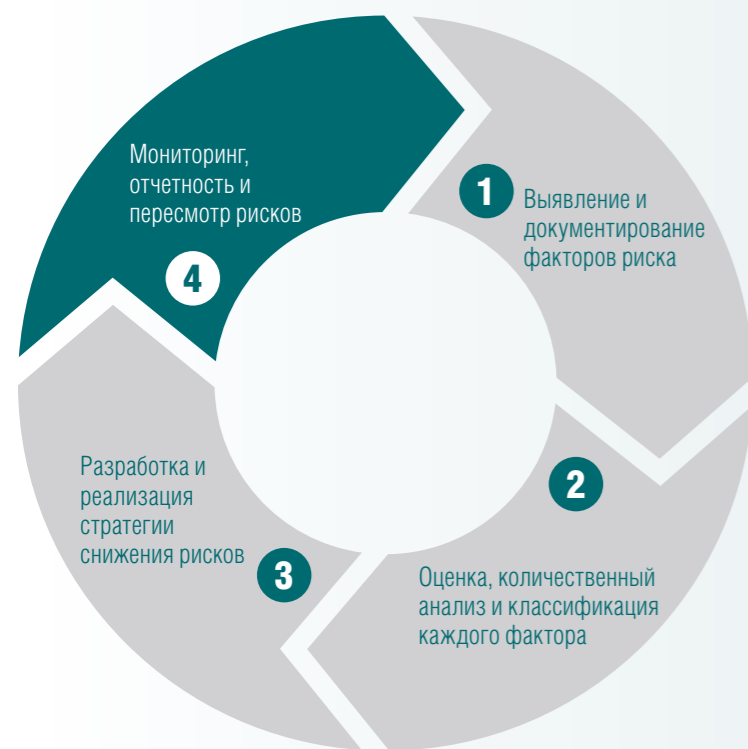 1
Выявление и
документирование
факторов риска
2
Оценка, количественный
анализ и классификация
каждого фактора
3
Разработка и
реализация
стратегии
снижения рисков
4
Мониторинг,
отчетность и
пересмотр рисков